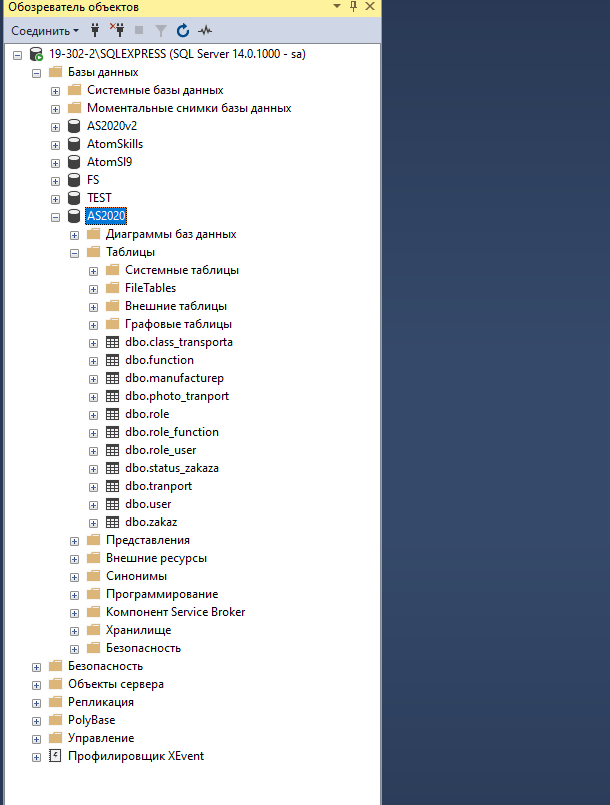 Обозреватель объектов
Соединить
19-302-2\SQLEXPRESS (SQL Server 14.0.1000 - sa)
Базы данных
Системные базы данных
Моментальные снимки базы данных
AS2020v2
AtomSkills
AtomSl9
FS
TEST
AS2020
Диаграммы баз данных
Таблицы
Системные таблицы
FileTables
Внешние таблицы
Графовые таблицы
dbo.class_transporta
dbo.function
dbo.manufacturep
dbo.photo_tranport
dbo.role
dbo.role_function
dbo.role_user
dbo.status_zakaza
dbo.tranport
dbo.user
dbo.zakaz
Представления
Внешние ресурсы
Синонимы
Программирование
Компонент Service Broker
Хранилище
Безопасность
Безопасность
Объекты сервера
Репликация
PolyBase
Управление
Профилировщик XEvent